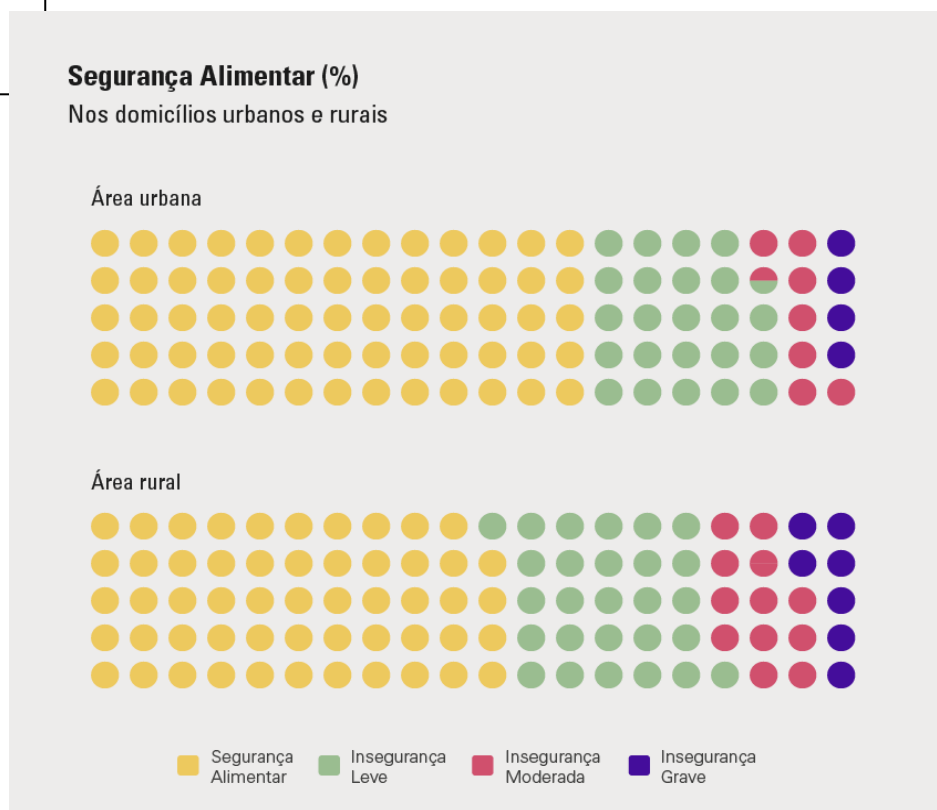 Segurança Alimentar (%)
Nos domicílios urbanos e rurais
Área urbana
Área rural
Segurança
Alimentar
Insegurança
Leve
Insegurança
Moderada
Insegurança
Grave